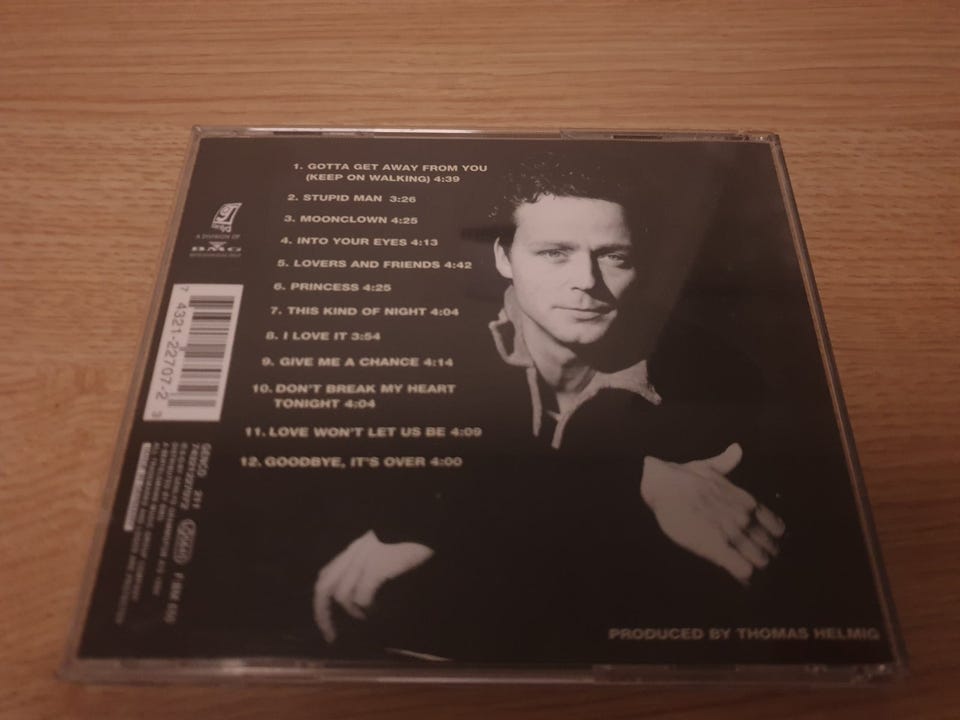 1. GOTTA GET AWAY FROM YOU
(KEEP ON WALKING) 4:39
2. STUPID MAN 3:26
3. MOONCLOWN 4:25
4. INTO YOUR EYES 4:13
5. LOVERS AND FRIENDS 4:42
6. PRINCESS 4:25
7. THIS KIND OF NIGHT 4:04
8. I LOVE IT 3:54
9. GIVE ME A CHANCE 4:14
10. DON'T BREAK MY HEART
TONIGHT 4:04
11. LOVE WON'T LET US BE 4:09
12. GOODBYE, IT'S OVER 4:00
PRODUCED BY THOMAS HELMIG
A DIVISION OF
BMG
7 4321-22707-2 3
GENCD 211